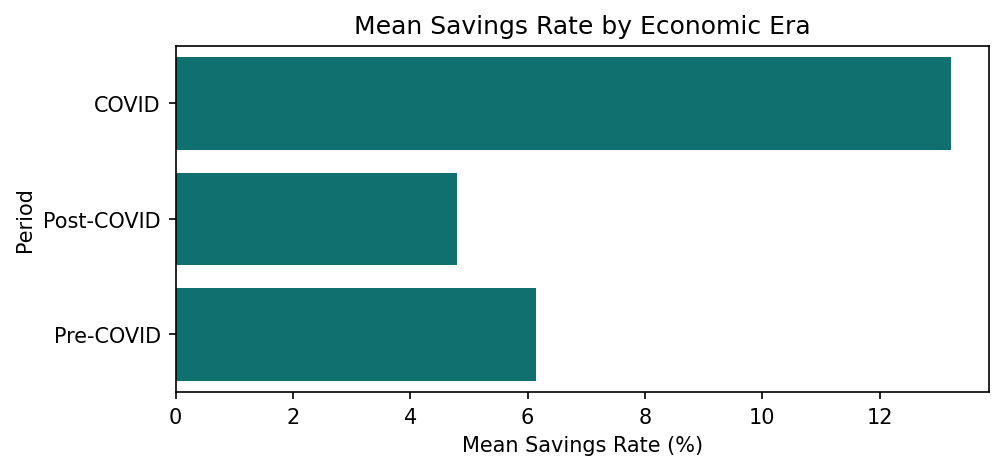 Mean Savings Rate by Economic Era
Period
COVID
Post-COVID
Pre-COVID
0 2 4 6 8 10 12
Mean Savings Rate (%)